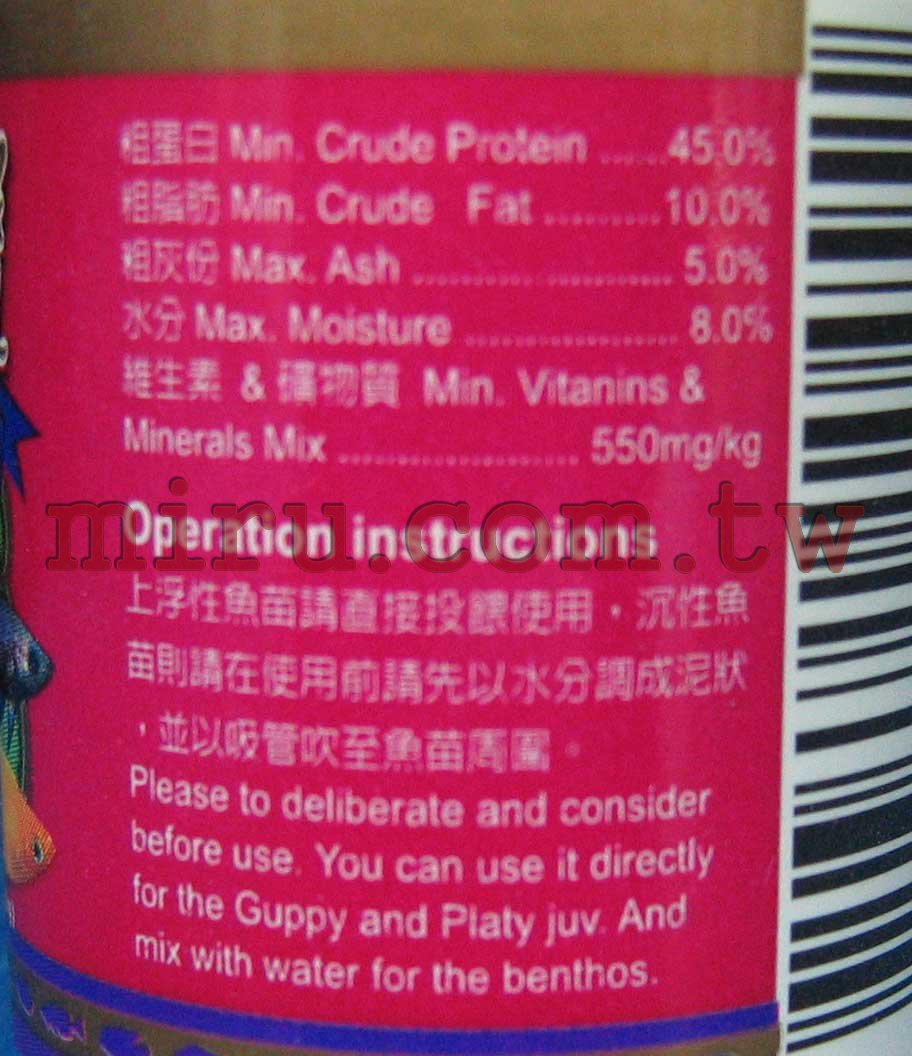 粗蛋白 Min. Crude Protein ......45.0%
粗脂肪 Min. Crude Fat ..........10.0%
粗灰份 Max. Ash ........................ 5.0%
水分 Max. Moisture .................... 8.0%
維生素 & 礦物質 Min. Vitanins &
Minerals Mix ...................... 550mg/kg
miru.com.tw
Operation instructions
上浮性魚苗請直接投餵使用，沉性魚
苗則請在使用前請先以水分調成泥狀
，並以吸管吹至魚苗周圍。
Please to deliberate and consider
before use. You can use it directly
for the Guppy and Platy juv. And
mix with water for the benthos.